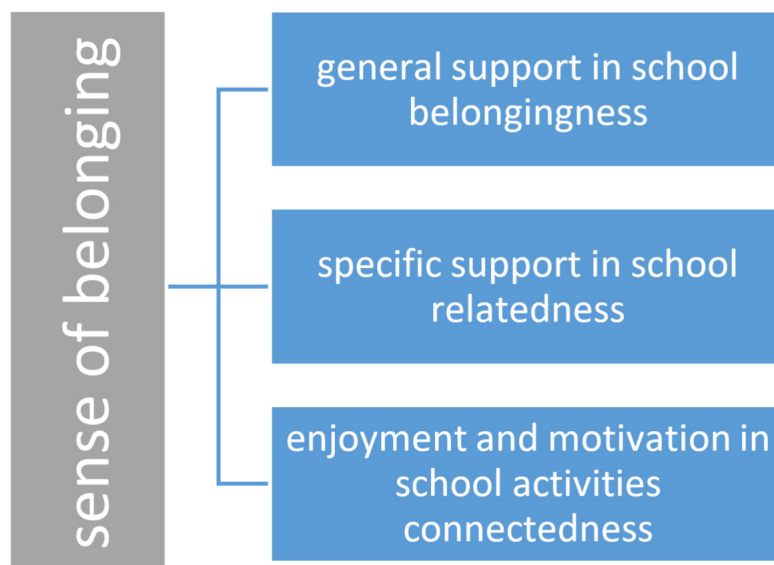 sense of belonging
general support in school
belongingness
specific support in school
relatedness
enjoyment and motivation in
school activities
connectedness